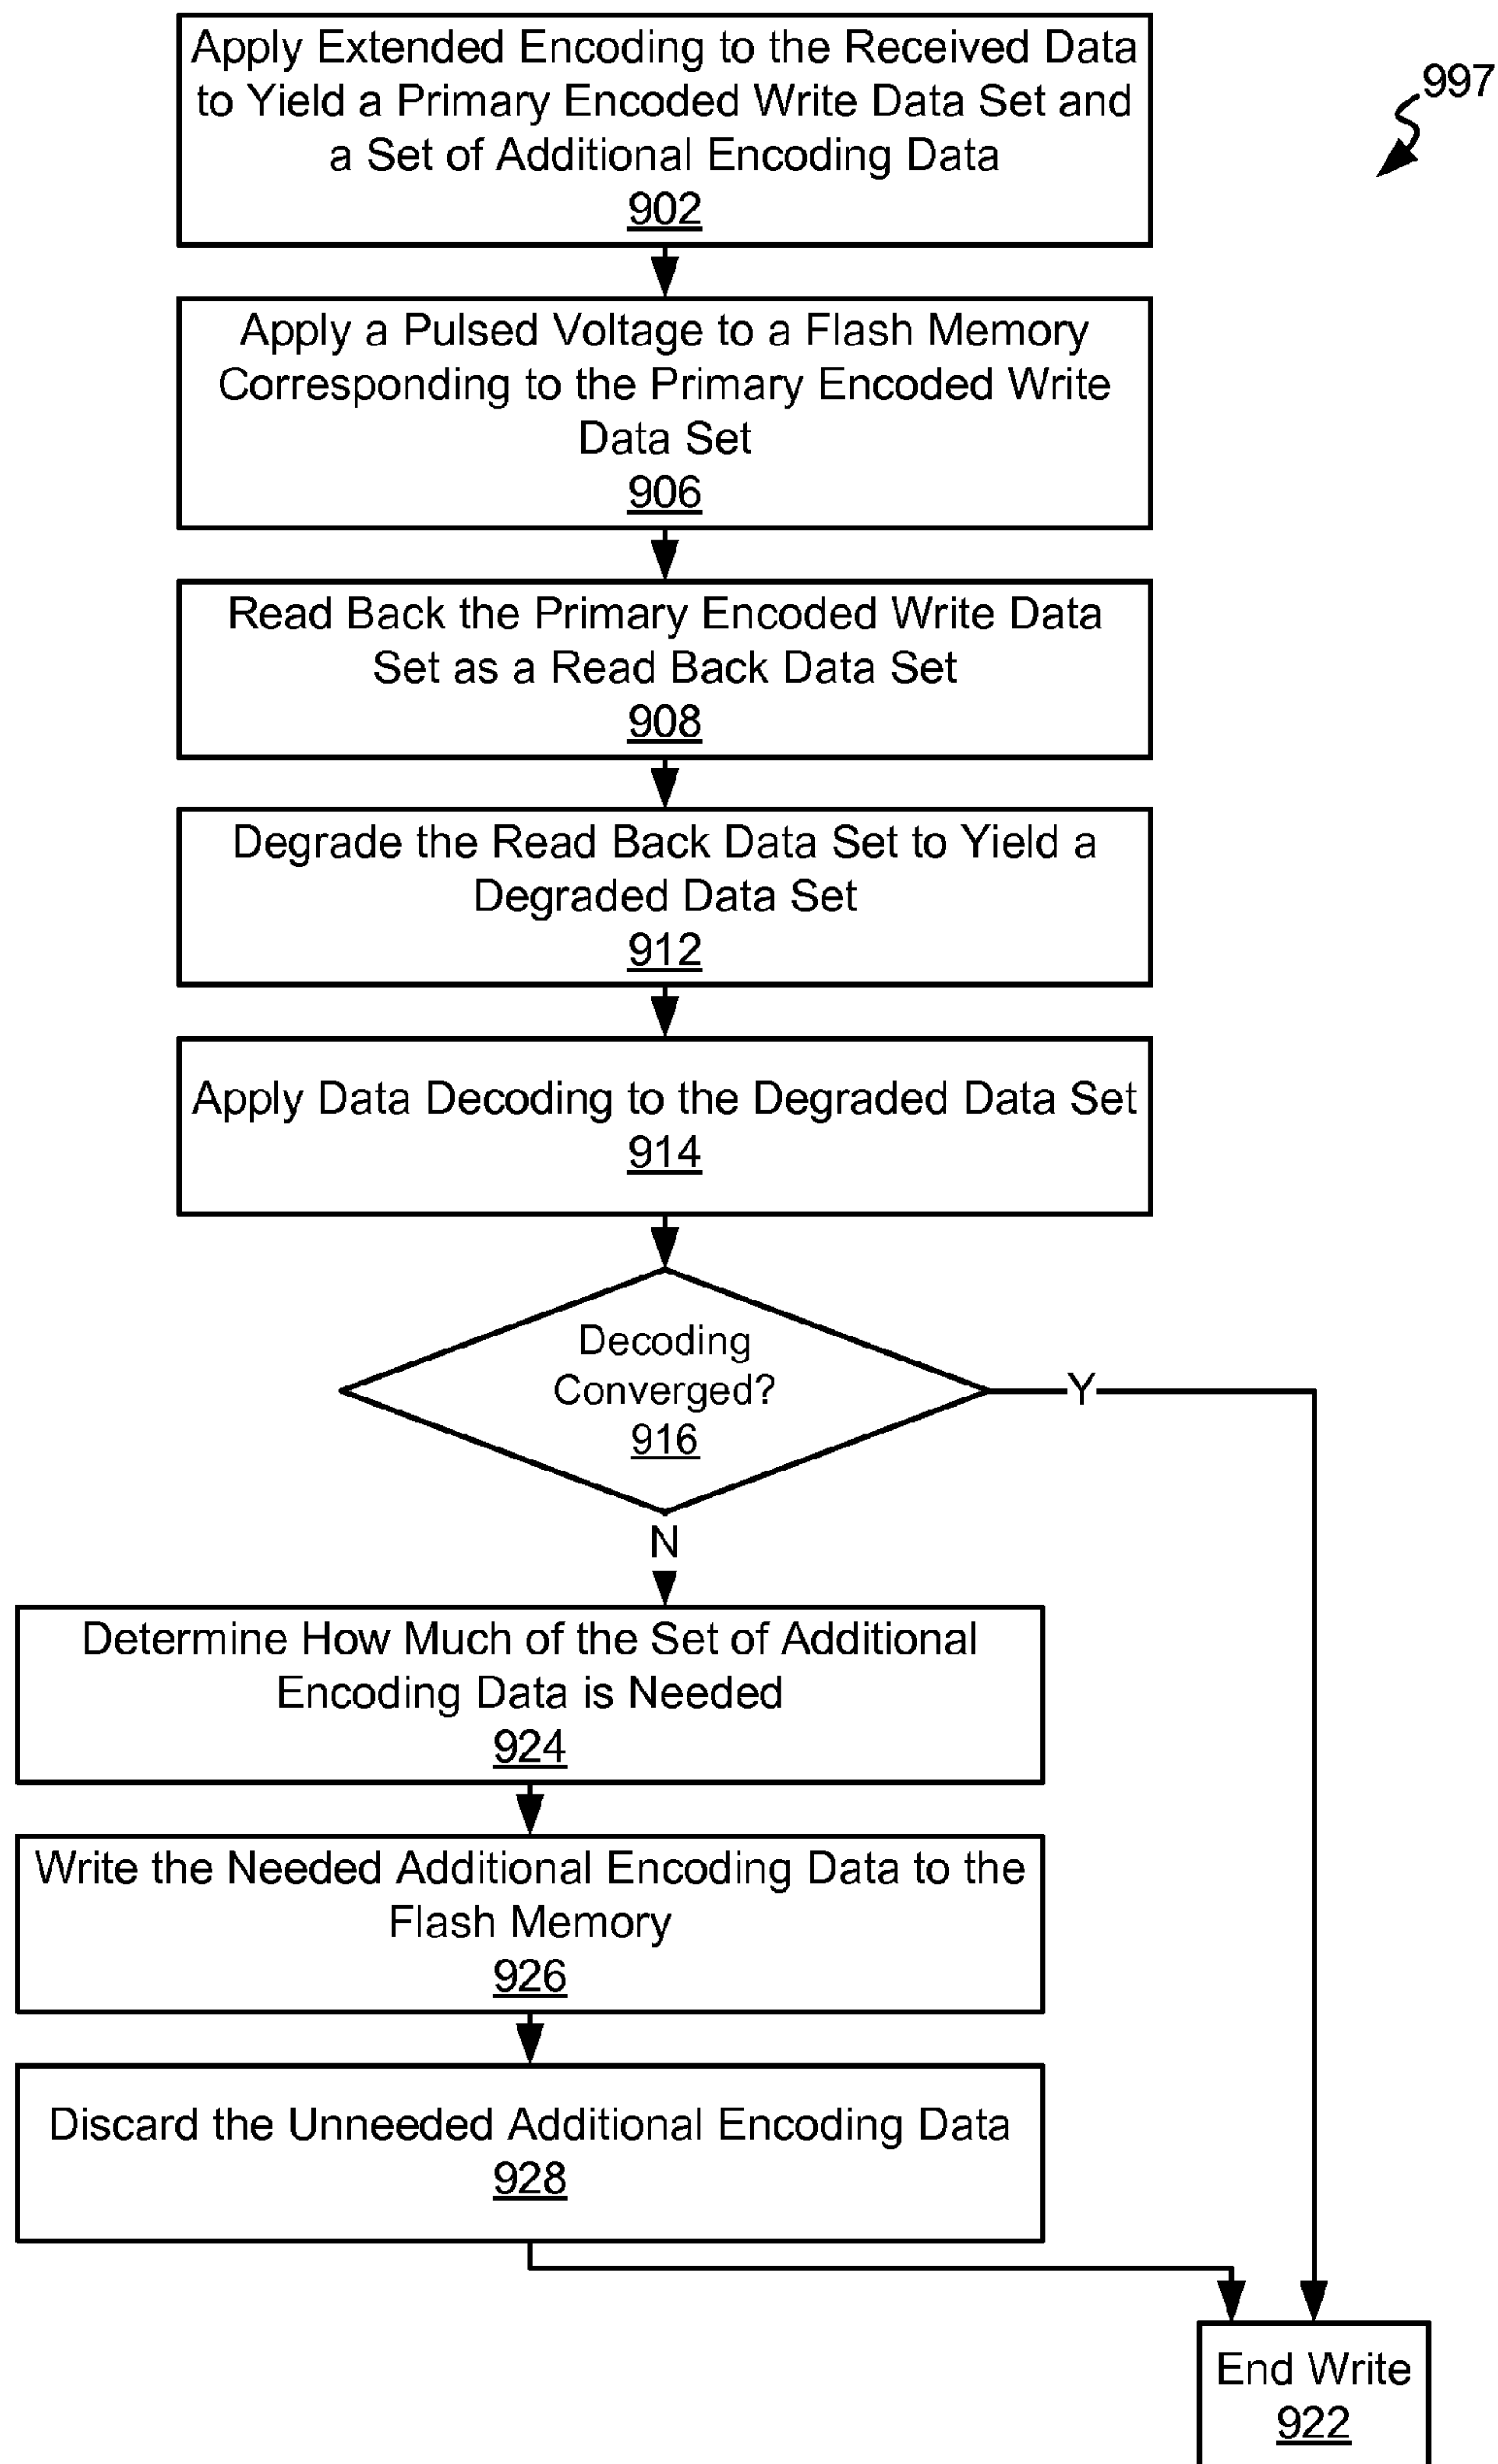 Apply Extended Encoding to the Received Data
to Yield a Primary Encoded Write Data Set and
a Set of Additional Encoding Data
902
997
Apply a Pulsed Voltage to a Flash Memory
Corresponding to the Primary Encoded Write
Data Set
906
Read Back the Primary Encoded Write Data
Set as a Read Back Data Set
908
Degrade the Read Back Data Set to Yield a
Degraded Data Set
912
Apply Data Decoding to the Degraded Data Set
914
Decoding
Converged?
916
Y
N
Determine How Much of the Set of Additional
Encoding Data is Needed
924
Write the Needed Additional Encoding Data to the
Flash Memory
926
Discard the Unneeded Additional Encoding Data
928
End Write
922